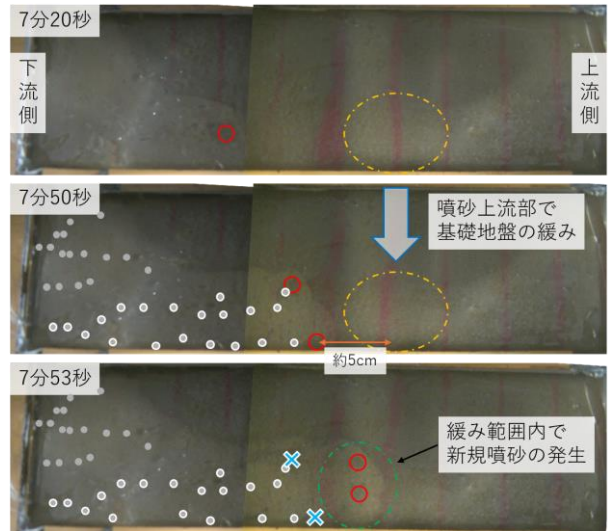 7分20秒
下流側
上流側
7分50秒
噴砂上流部で
基礎地盤の緩み
約5cm
7分53秒
緩み範囲内で
新規噴砂の発生